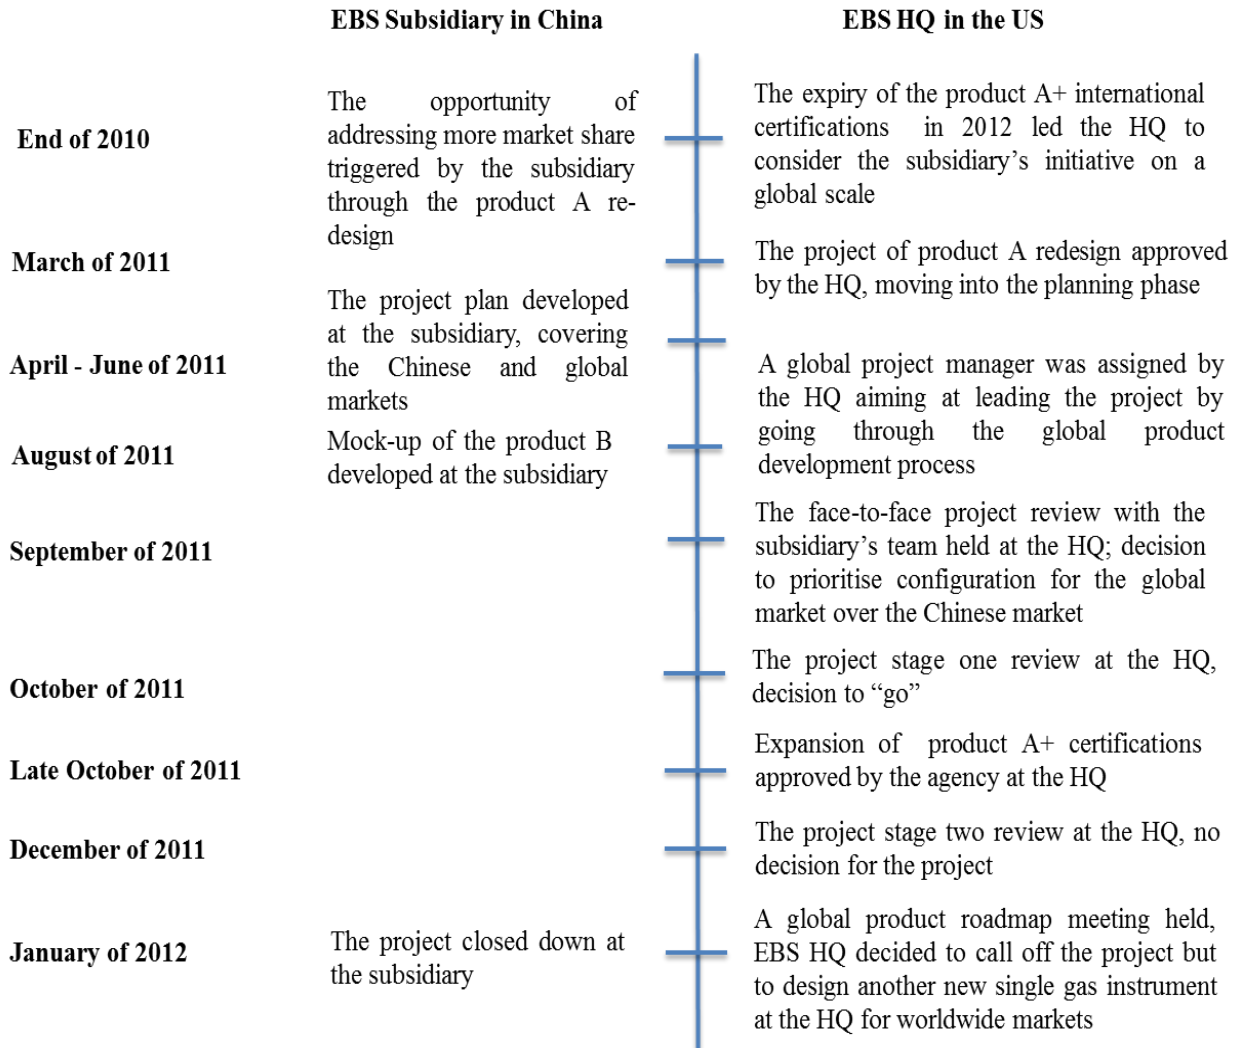 EBS Subsidiary in China
EBS HQ in the US
End of 2010
The opportunity of
addressing more market share
triggered by the subsidiary
through the product A re-
design
The expiry of the product A+ international
certifications in 2012 led the HQ to
consider the subsidiary's initiative on a
global scale
March of 2011
The project of product A redesign approved
by the HQ, moving into the planning phase
April - June of 2011
The project plan developed
at the subsidiary, covering
the Chinese and global
markets
A global project manager was assigned by
the HQ aiming at leading the project by
going through the global product
development process
August of 2011
Mock-up of the product B
developed at the subsidiary
September of 2011
The face-to-face project review with the
subsidiary's team held at the HQ; decision
to prioritise configuration for the global
market over the Chinese market
October of 2011
The project stage one review at the HQ,
decision to “go”
Late October of 2011
Expansion of product A+ certifications
approved by the agency at the HQ
December of 2011
The project stage two review at the HQ, no
decision for the project
January of 2012
The project closed down at
the subsidiary
A global product roadmap meeting held,
EBS HQ decided to call off the project but
to design another new single gas instrument
at the HQ for worldwide markets